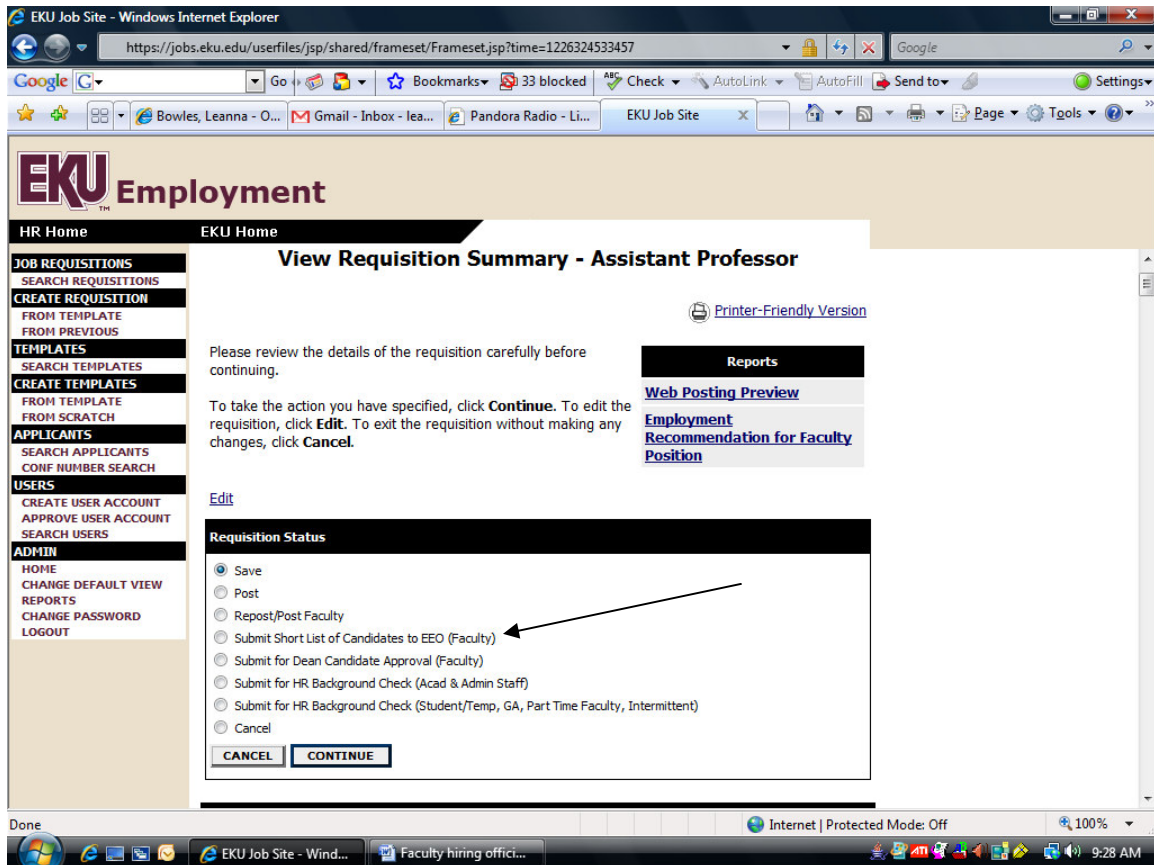 EKU Job Site - Windows Internet Explorer
https://jobs.eku.edu/userfiles/jsp/shared/frameset/Frameset.jsp?time=1226324533457
Google
Google G Go Bookmarks 33 blocked ABC Check AutoLink AutoFill Send to Settings
Bowles, Leanna - O... Gmail - Inbox - lea... Pandora Radio - Li... EKU Job Site X Page Tools
EKU TM Employment
HR Home EKU Home
JOB REQUISITIONS
SEARCH REQUISITIONS
CREATE REQUISITION
FROM TEMPLATE
FROM PREVIOUS
TEMPLATES
SEARCH TEMPLATES
CREATE TEMPLATES
FROM TEMPLATE
FROM SCRATCH
APPLICANTS
SEARCH APPLICANTS
CONF NUMBER SEARCH
USERS
CREATE USER ACCOUNT
APPROVE USER ACCOUNT
SEARCH USERS
ADMIN
HOME
CHANGE DEFAULT VIEW
REPORTS
CHANGE PASSWORD
LOGOUT
View Requisition Summary - Assistant Professor
Printer-Friendly Version
Please review the details of the requisition carefully before
continuing.
To take the action you have specified, click Continue. To edit the
requisition, click Edit. To exit the requisition without making any
changes, click Cancel.
Reports
Web Posting Preview
Employment
Recommendation for Faculty
Position
Edit
Requisition Status
Save
Post
Repost/Post Faculty
Submit Short List of Candidates to EEO (Faculty)
Submit for Dean Candidate Approval (Faculty)
Submit for HR Background Check (Acad & Admin Staff)
Submit for HR Background Check (Student/Temp, GA, Part Time Faculty, Intermittent)
Cancel
CANCEL CONTINUE
Done Internet | Protected Mode: Off 100%
EKU Job Site - Wind... Faculty hiring offici... ATI 9:28 AM